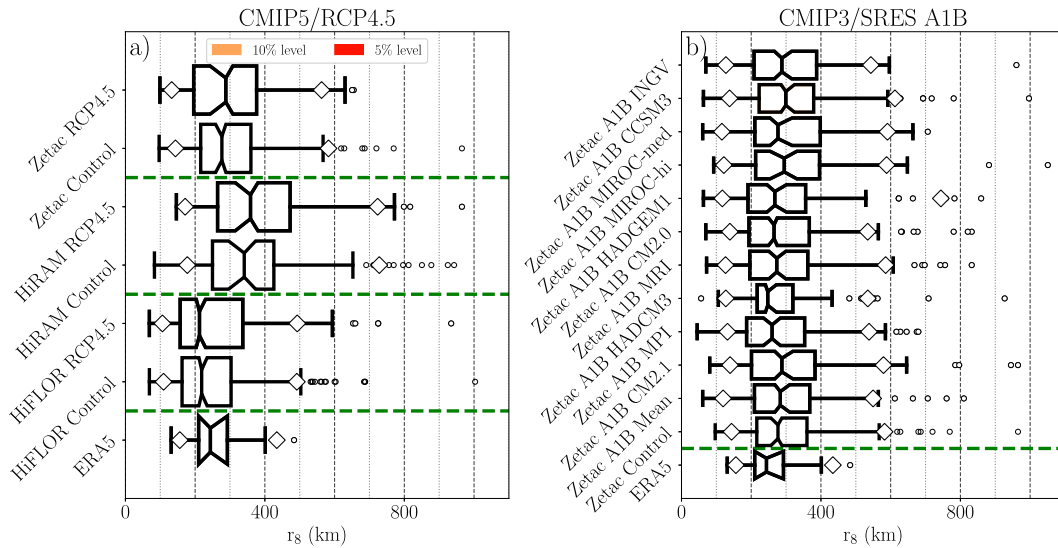 CMIP5/RCP4.5
a)
10% level
5% level
Zetac RCP4.5
Zetac Control
HiRAM RCP4.5
HiRAM Control
HiFLOR RCP4.5
HiFLOR Control
ERA5
0
400
800
r₈ (km)
CMIP3/SRES A1B
b)
Zetac A1B INGV
Zetac A1B CCSM3
Zetac A1B MIROC-med
Zetac A1B MIROC-hi
Zetac A1B HADGEM1
Zetac A1B CM2.0
Zetac A1B MRI
Zetac A1B HADCM3
Zetac A1B MPI
Zetac A1B CM2.1
Zetac A1B Mean
Zetac Control
ERA5
0
400
800
r₈ (km)